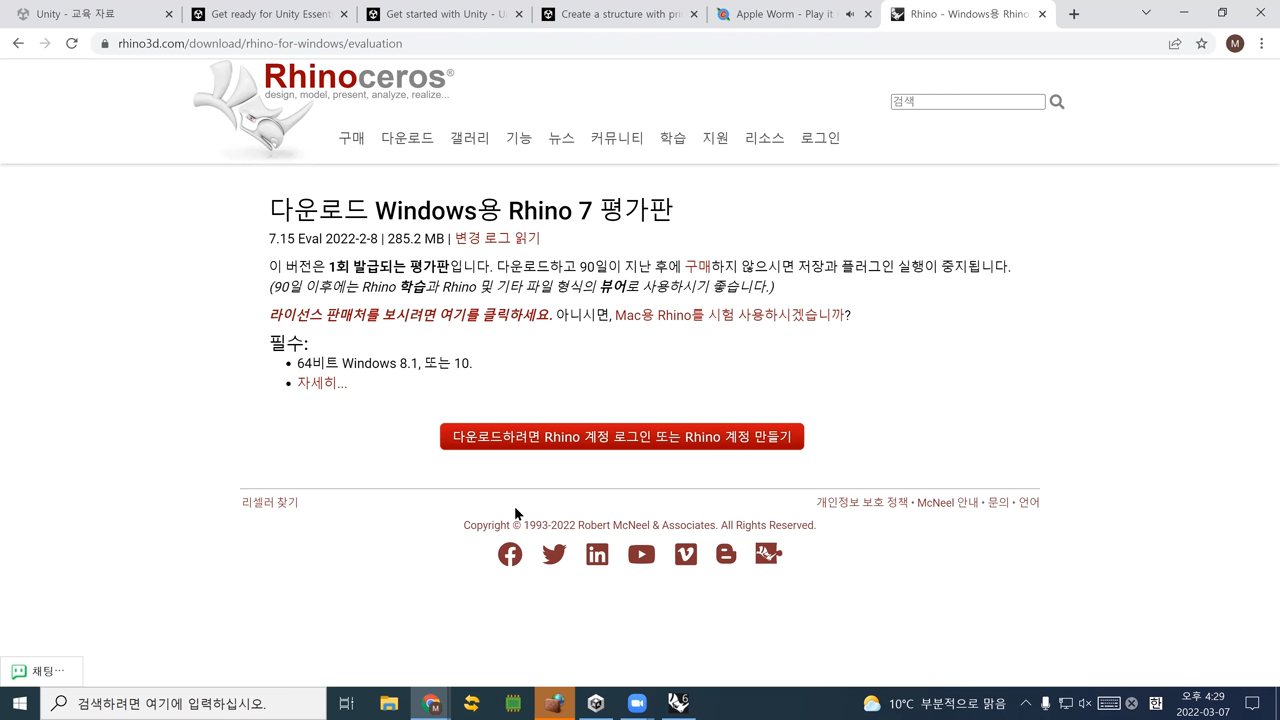 Unity - 교육 자료
Get resources, assets
Get started with Unity - U
Create a structure with pri
Apple Worm - Play it
Rhino - Windows용 Rhino
rhino3d.com/download/rhino-for-windows/evaluation
M
Rhinoceros®
design, model, present, analyze, realize...
검색
구매 다운로드 갤러리 기능 뉴스 커뮤니티 학습 지원 리소스 로그인
다운로드 Windows용 Rhino 7 평가판
7.15 Eval 2022-2-8 | 285.2 MB | 변경 로그 읽기
이 버전은 1회 발급되는 평가판입니다. 다운로드하고 90일이 지난 후에 구매하지 않으시면 저장과 플러그인 실행이 중지됩니다.
(90일 이후에는 Rhino 학습과 Rhino 및 기타 파일 형식의 뷰어로 사용하시기 좋습니다.)
라이선스 판매처를 보시려면 여기를 클릭하세요. 아니시면, Mac용 Rhino를 시험 사용하시겠습니까?
필수:
• 64비트 Windows 8.1, 또는 10.
• 자세히...
다운로드하려면 Rhino 계정 로그인 또는 Rhino 계정 만들기
리셀러 찾기
개인정보 보호 정책 • McNeel 안내 • 문의 • 언어
Copyright © 1993-2022 Robert McNeel & Associates. All Rights Reserved.
채팅…
검색하려면 여기에 입력하십시오.
M
6
10°C 부분적으로 맑음
한
오후 4:29
2022-03-07